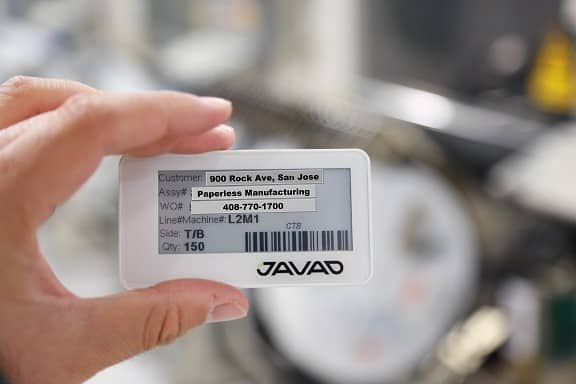 Customer: 900 Rock Ave, San Jose
Assy# Paperless Manufacturing
WO# 408-770-1700
Line#Machine#: L2M1
Side: T/B
CTB
Qty: 150
JAVAD